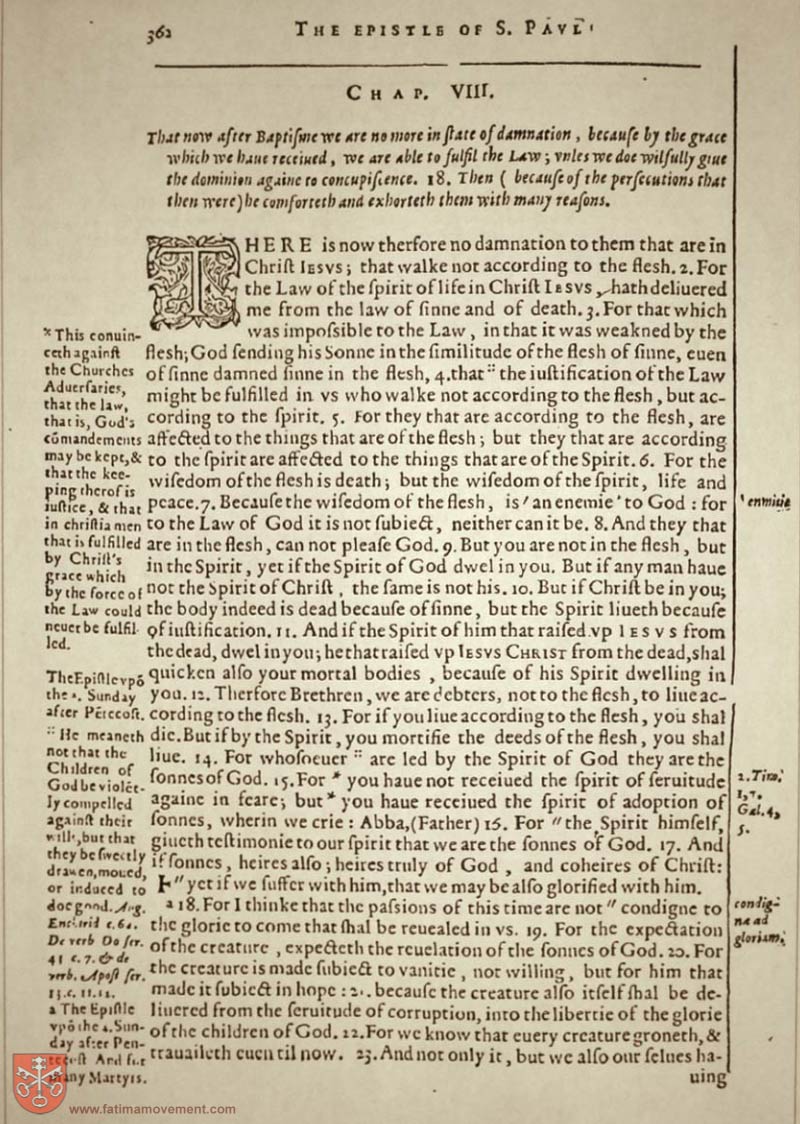 362
THE EPISTLE OF S. PAVL
CHAP. VIII.
That now after Baptisme we are no more in state of damnation, because by the grace
which we haue receiued, we are able to fulfil the Law; vnles we doe wilfully giue
the dominion againe to concupiscence. 18. Then (because of the persecutions that
then were) he comforteth and exhorteth them with many reasons.
THERE is now therfore no damnation to them that are in
Christ IESVS; that walke not according to the flesh. 2. For
the Law of the spirit of life in Christ IESVS, hath deliuered
me from the law of sinne and of death. 3. For that which
was impossible to the Law, in that it was weakned by the
flesh; God sending his Sonne in the similitude of the flesh of sinne, euen
of sinne damned sinne in the flesh, 4. that " the iustification of the Law
might be fulfilled in vs who walke not according to the flesh, but ac-
cording to the spirit. 5. For they that are according to the flesh, are
affected to the things that are of the flesh; but they that are according
to the spirit are affected to the things that are of the Spirit. 6. For the
wisedom of the flesh is death; but the wisedom of the spirit, life and
peace. 7. Because the wisedom of the flesh, is ' an enemie ' to God : for
to the Law of God it is not subiect, neither can it be. 8. And they that
are in the flesh, can not please God. 9. But you are not in the flesh, but
in the Spirit, yet if the Spirit of God dwel in you. But if any man haue
not the Spirit of Christ, the same is not his. 10. But if Christ be in you;
the body indeed is dead because of sinne, but the Spirit liueth because
of iustification. 11. And if the Spirit of him that raised vp IESVS from
the dead, dwel in you; he that raised vp IESVS CHRIST from the dead, shal
quicken also your mortal bodies, because of his Spirit dwelling in
you. 12. Therfore Brethren, we are debters, not to the flesh, to liue ac-
cording to the flesh. 13. For if you liue according to the flesh, you shal
die. But if by the Spirit, you mortifie the deeds of the flesh, you shal
liue. 14. For whosoeuer " are led by the Spirit of God they are the
sonnes of God. 15. For * you haue not receiued the spirit of seruitude
againe in feare; but * you haue receiued the spirit of adoption of
sonnes, wherin we crie : Abba, (Father) 16. For " the Spirit himself,
giueth testimonie to our spirit that we are the sonnes of God. 17. And
if sonnes, heires also; heires truly of God, and coheires of Christ:
" yet if we suffer with him, that we may be also glorified with him.
a 18. For I thinke that the passions of this time are not " condigne to
the glorie to come that shal be reuealed in vs. 19. For the expectation
of the creature, expecteth the reuelation of the sonnes of God. 20. For
the creature is made subiect to vanitie, not willing, but for him that
made it subiect in hope : 21. because the creature also itself shal be de-
liuered from the seruitude of corruption, into the libertie of the glorie
of the children of God. 22. For we know that euery creature groneth, &
trauaileth euen til now. 23. And not only it, but we also our selues ha-
uing
* This conuin-
ceth against
the Churches
Aduersaries,
that the law,
that is, God's
cōmandements
may be kept, &
that the kee-
ping therof is
iustice, & that
in christiā men
that is fulfilled
by Christ's
grace which
by the force of
the Law could
neuer be fulfil-
led.
The Epistle vpō
the 8. Sunday
after Pētecost.
" He meaneth
not that the
Children of
God be violēt-
ly compelled
against their
wil, but that
they be sweetly
drawen, moued,
or induced to
doe good. Aug.
Enchirid c. 64.
De verb Do ser.
43 c. 7. & de
verb. Apost ser.
13. c. 11. 12.
a The Epistle
vpō the 4. Sun-
day after Pen-
tecost And for
many Martyrs.
' enmitie
2. Tim.
1, 7.
Gal. 4,
5.
condig-
na ad
gloriam.
www.fatimamovement.com